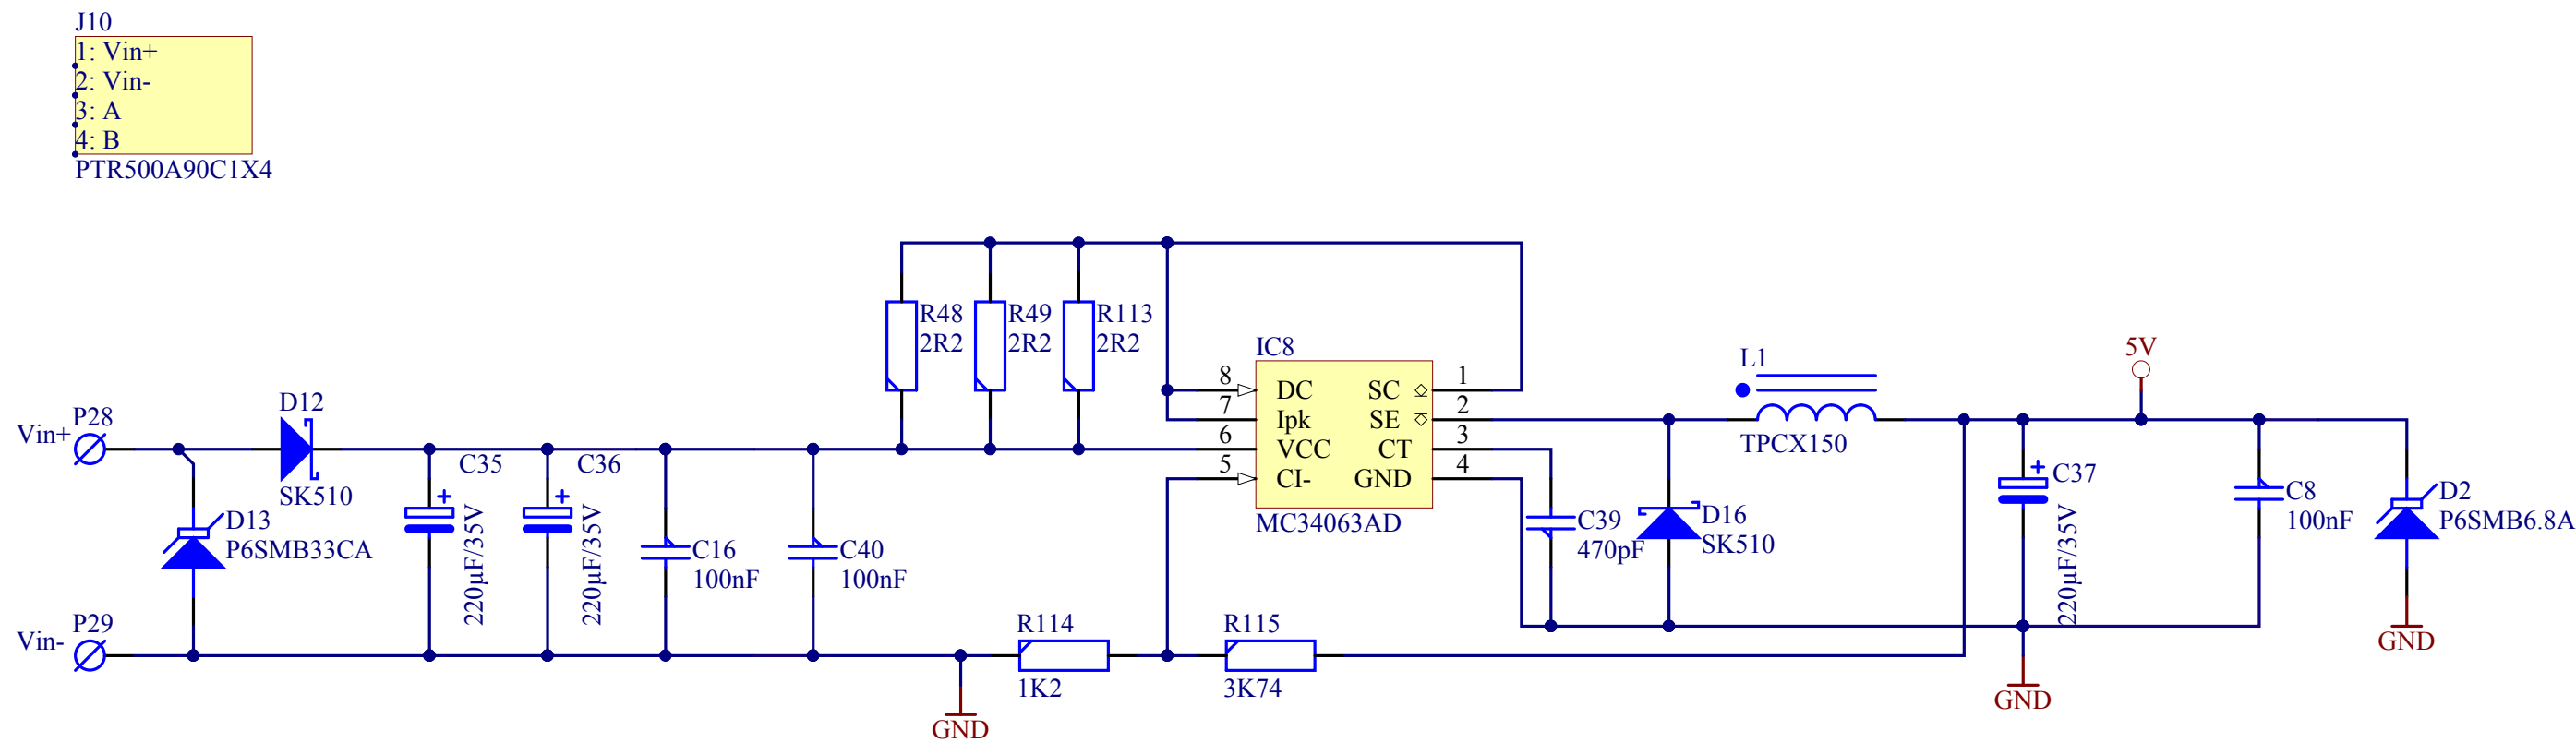 J10
1: Vin+
2: Vin-
3: A
4: B
PTR500A90C1X4
R48
2R2
R49
2R2
R113
2R2
IC8
8 DC SC 1
7 Ipk SE 2
6 VCC CT 3
5 CI- GND 4
MC34063AD
L1
TPCX150
5V
P28
Vin+
D12
SK510
D13
P6SMB33CA
C35
220µF/35V
C36
220µF/35V
C16
100nF
C40
100nF
C39
470pF
D16
SK510
C37
220µF/35V
C8
100nF
D2
P6SMB6.8A
GND
P29
Vin-
R114
1K2
R115
3K74
GND
GND